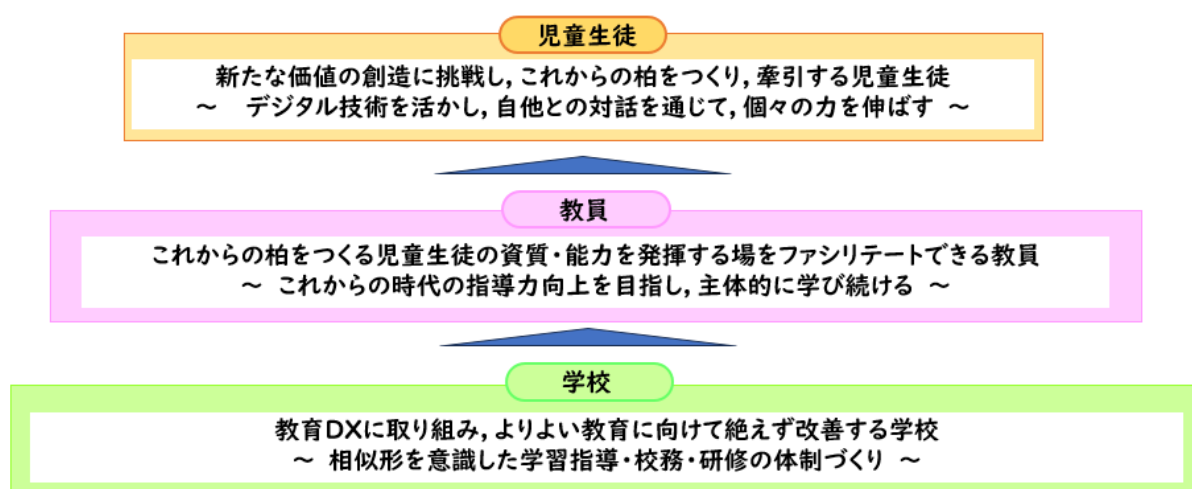 児童生徒
新たな価値の創造に挑戦し,これからの柏をつくり,牽引する児童生徒
～　デジタル技術を活かし,自他との対話を通じて,個々の力を伸ばす ～
教員
これからの柏をつくる児童生徒の資質・能力を発揮する場をファシリテートできる教員
～ これからの時代の指導力向上を目指し,主体的に学び続ける ～
学校
教育DXに取り組み,よりよい教育に向けて絶えず改善する学校
～ 相似形を意識した学習指導・校務・研修の体制づくり ～